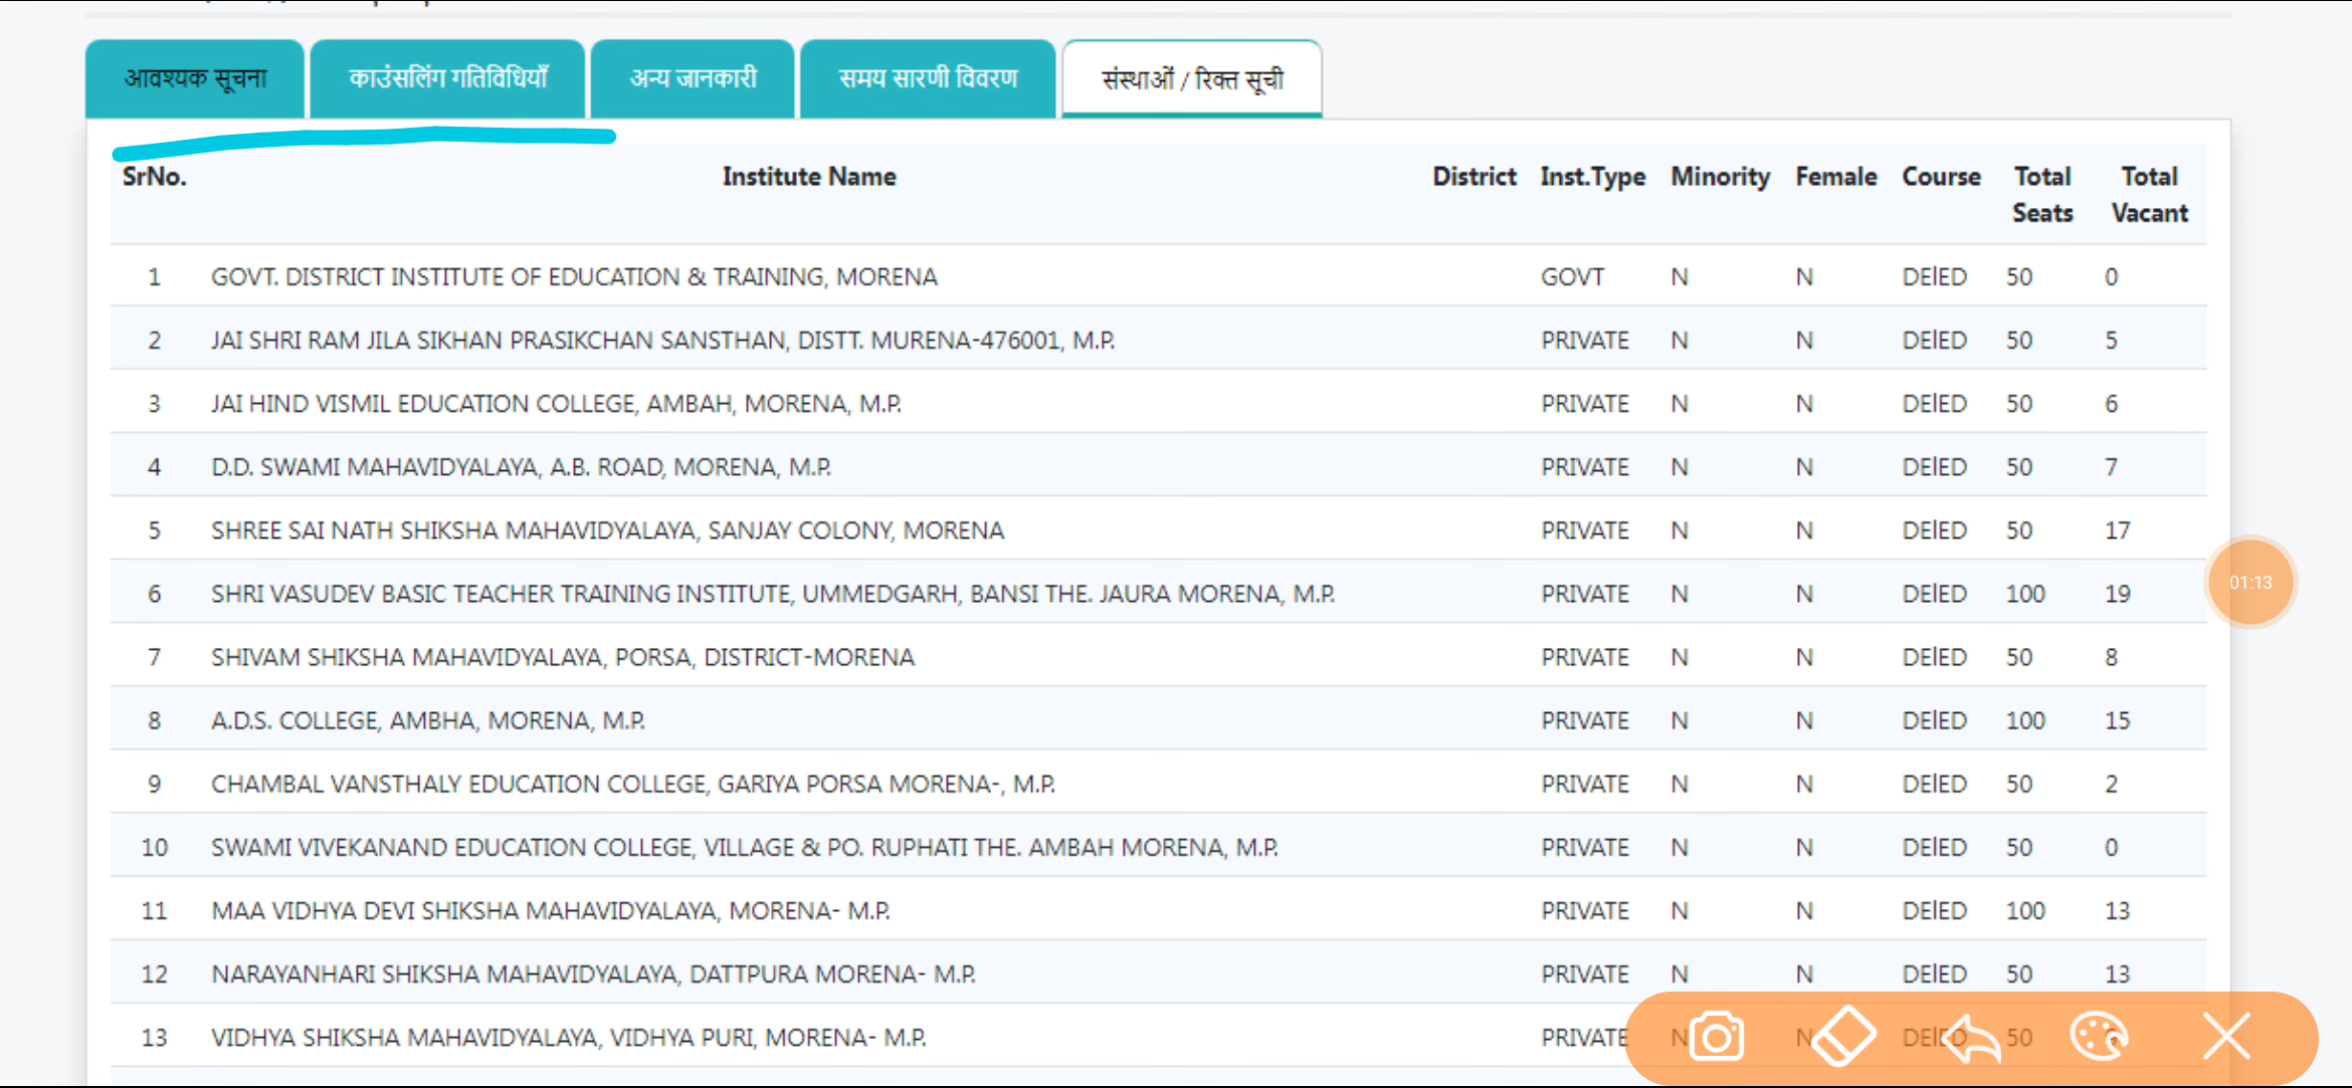 आवश्यक सूचना काउंसलिंग गतिविधियाँ अन्य जानकारी समय सारणी विवरण संस्थाओं / रिक्त सूची
SrNo. Institute Name District Inst.Type Minority Female Course Total Seats Total Vacant
1 GOVT. DISTRICT INSTITUTE OF EDUCATION & TRAINING, MORENA GOVT N N DElED 50 0
2 JAI SHRI RAM JILA SIKHAN PRASIKCHAN SANSTHAN, DISTT. MURENA-476001, M.P. PRIVATE N N DElED 50 5
3 JAI HIND VISMIL EDUCATION COLLEGE, AMBAH, MORENA, M.P. PRIVATE N N DElED 50 6
4 D.D. SWAMI MAHAVIDYALAYA, A.B. ROAD, MORENA, M.P. PRIVATE N N DElED 50 7
5 SHREE SAI NATH SHIKSHA MAHAVIDYALAYA, SANJAY COLONY, MORENA PRIVATE N N DElED 50 17
6 SHRI VASUDEV BASIC TEACHER TRAINING INSTITUTE, UMMEDGARH, BANSI THE. JAURA MORENA, M.P. PRIVATE N N DElED 100 19
01:13
7 SHIVAM SHIKSHA MAHAVIDYALAYA, PORSA, DISTRICT-MORENA PRIVATE N N DElED 50 8
8 A.D.S. COLLEGE, AMBHA, MORENA, M.P. PRIVATE N N DElED 100 15
9 CHAMBAL VANSTHALY EDUCATION COLLEGE, GARIYA PORSA MORENA-, M.P. PRIVATE N N DElED 50 2
10 SWAMI VIVEKANAND EDUCATION COLLEGE, VILLAGE & PO. RUPHATI THE. AMBAH MORENA, M.P. PRIVATE N N DElED 50 0
11 MAA VIDHYA DEVI SHIKSHA MAHAVIDYALAYA, MORENA- M.P. PRIVATE N N DElED 100 13
12 NARAYANHARI SHIKSHA MAHAVIDYALAYA, DATTPURA MORENA- M.P. PRIVATE N N DElED 50 13
13 VIDHYA SHIKSHA MAHAVIDYALAYA, VIDHYA PURI, MORENA- M.P. PRIVATE N N DElED 50